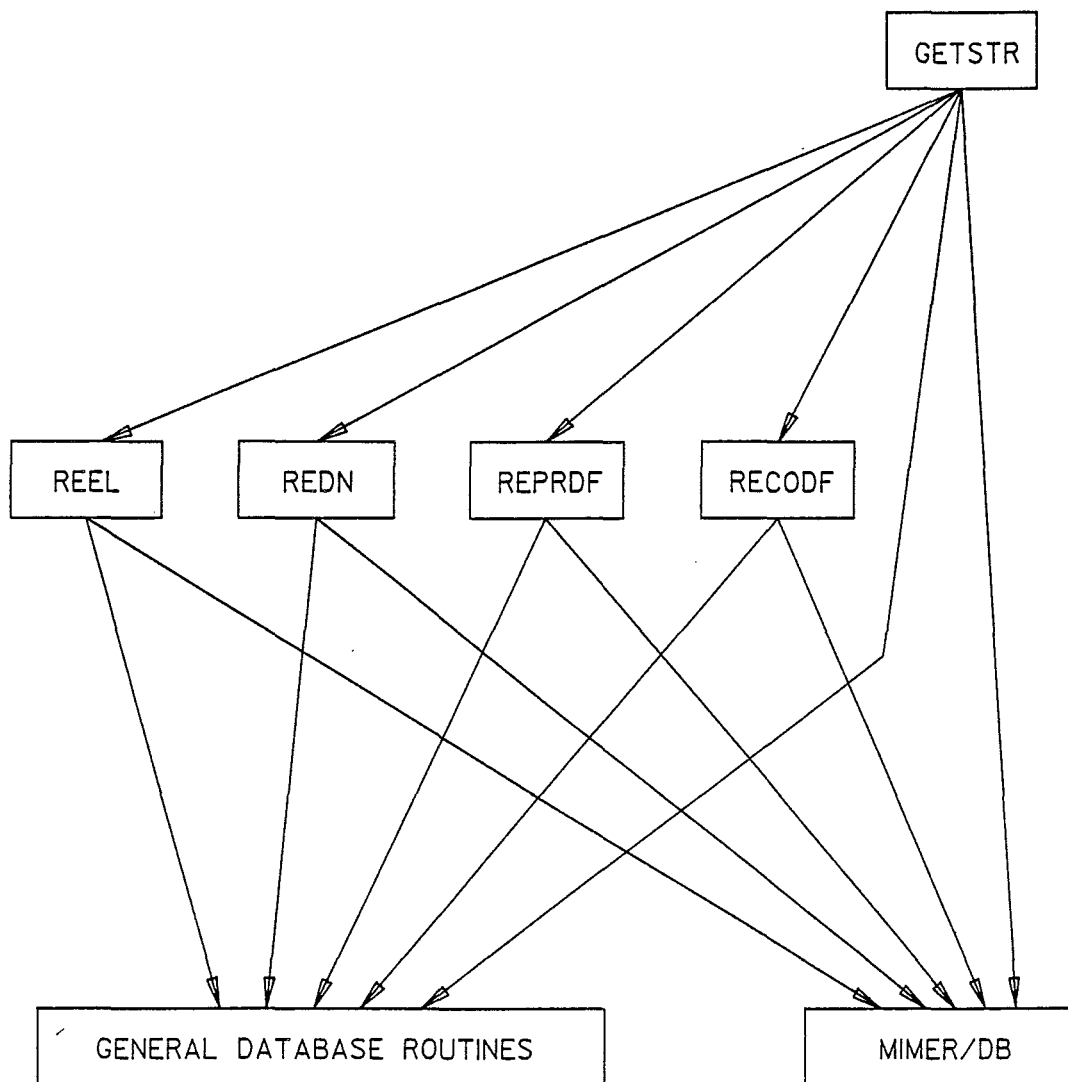 GETSTR
REEL
REDN
REPRDF
RECODF
GENERAL DATABASE ROUTINES
MIMER/DB